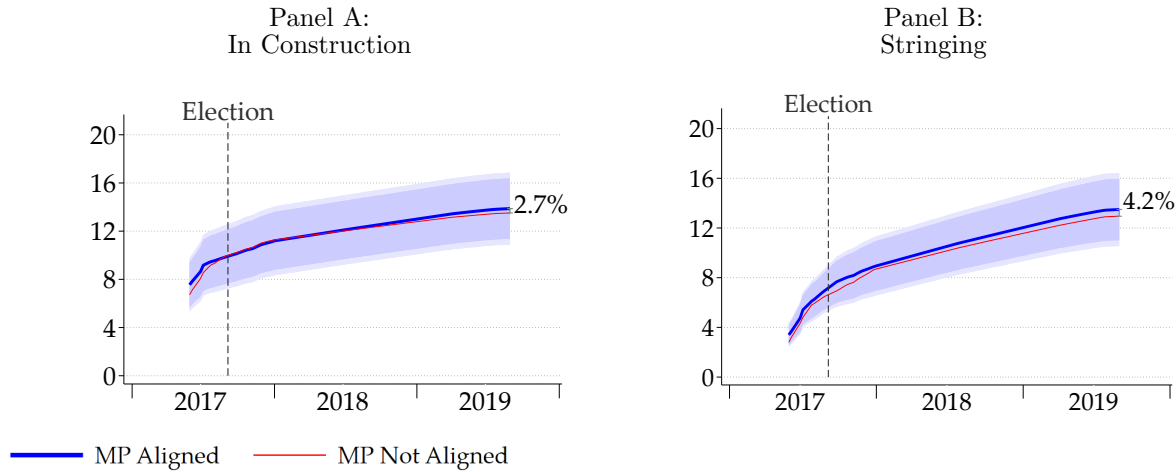 Panel A:
In Construction
Election
20
16
12
8
4
0
2.7%
2017 2018 2019
Panel B:
Stringing
Election
20
16
12
8
4
0
4.2%
2017 2018 2019
MP Aligned MP Not Aligned